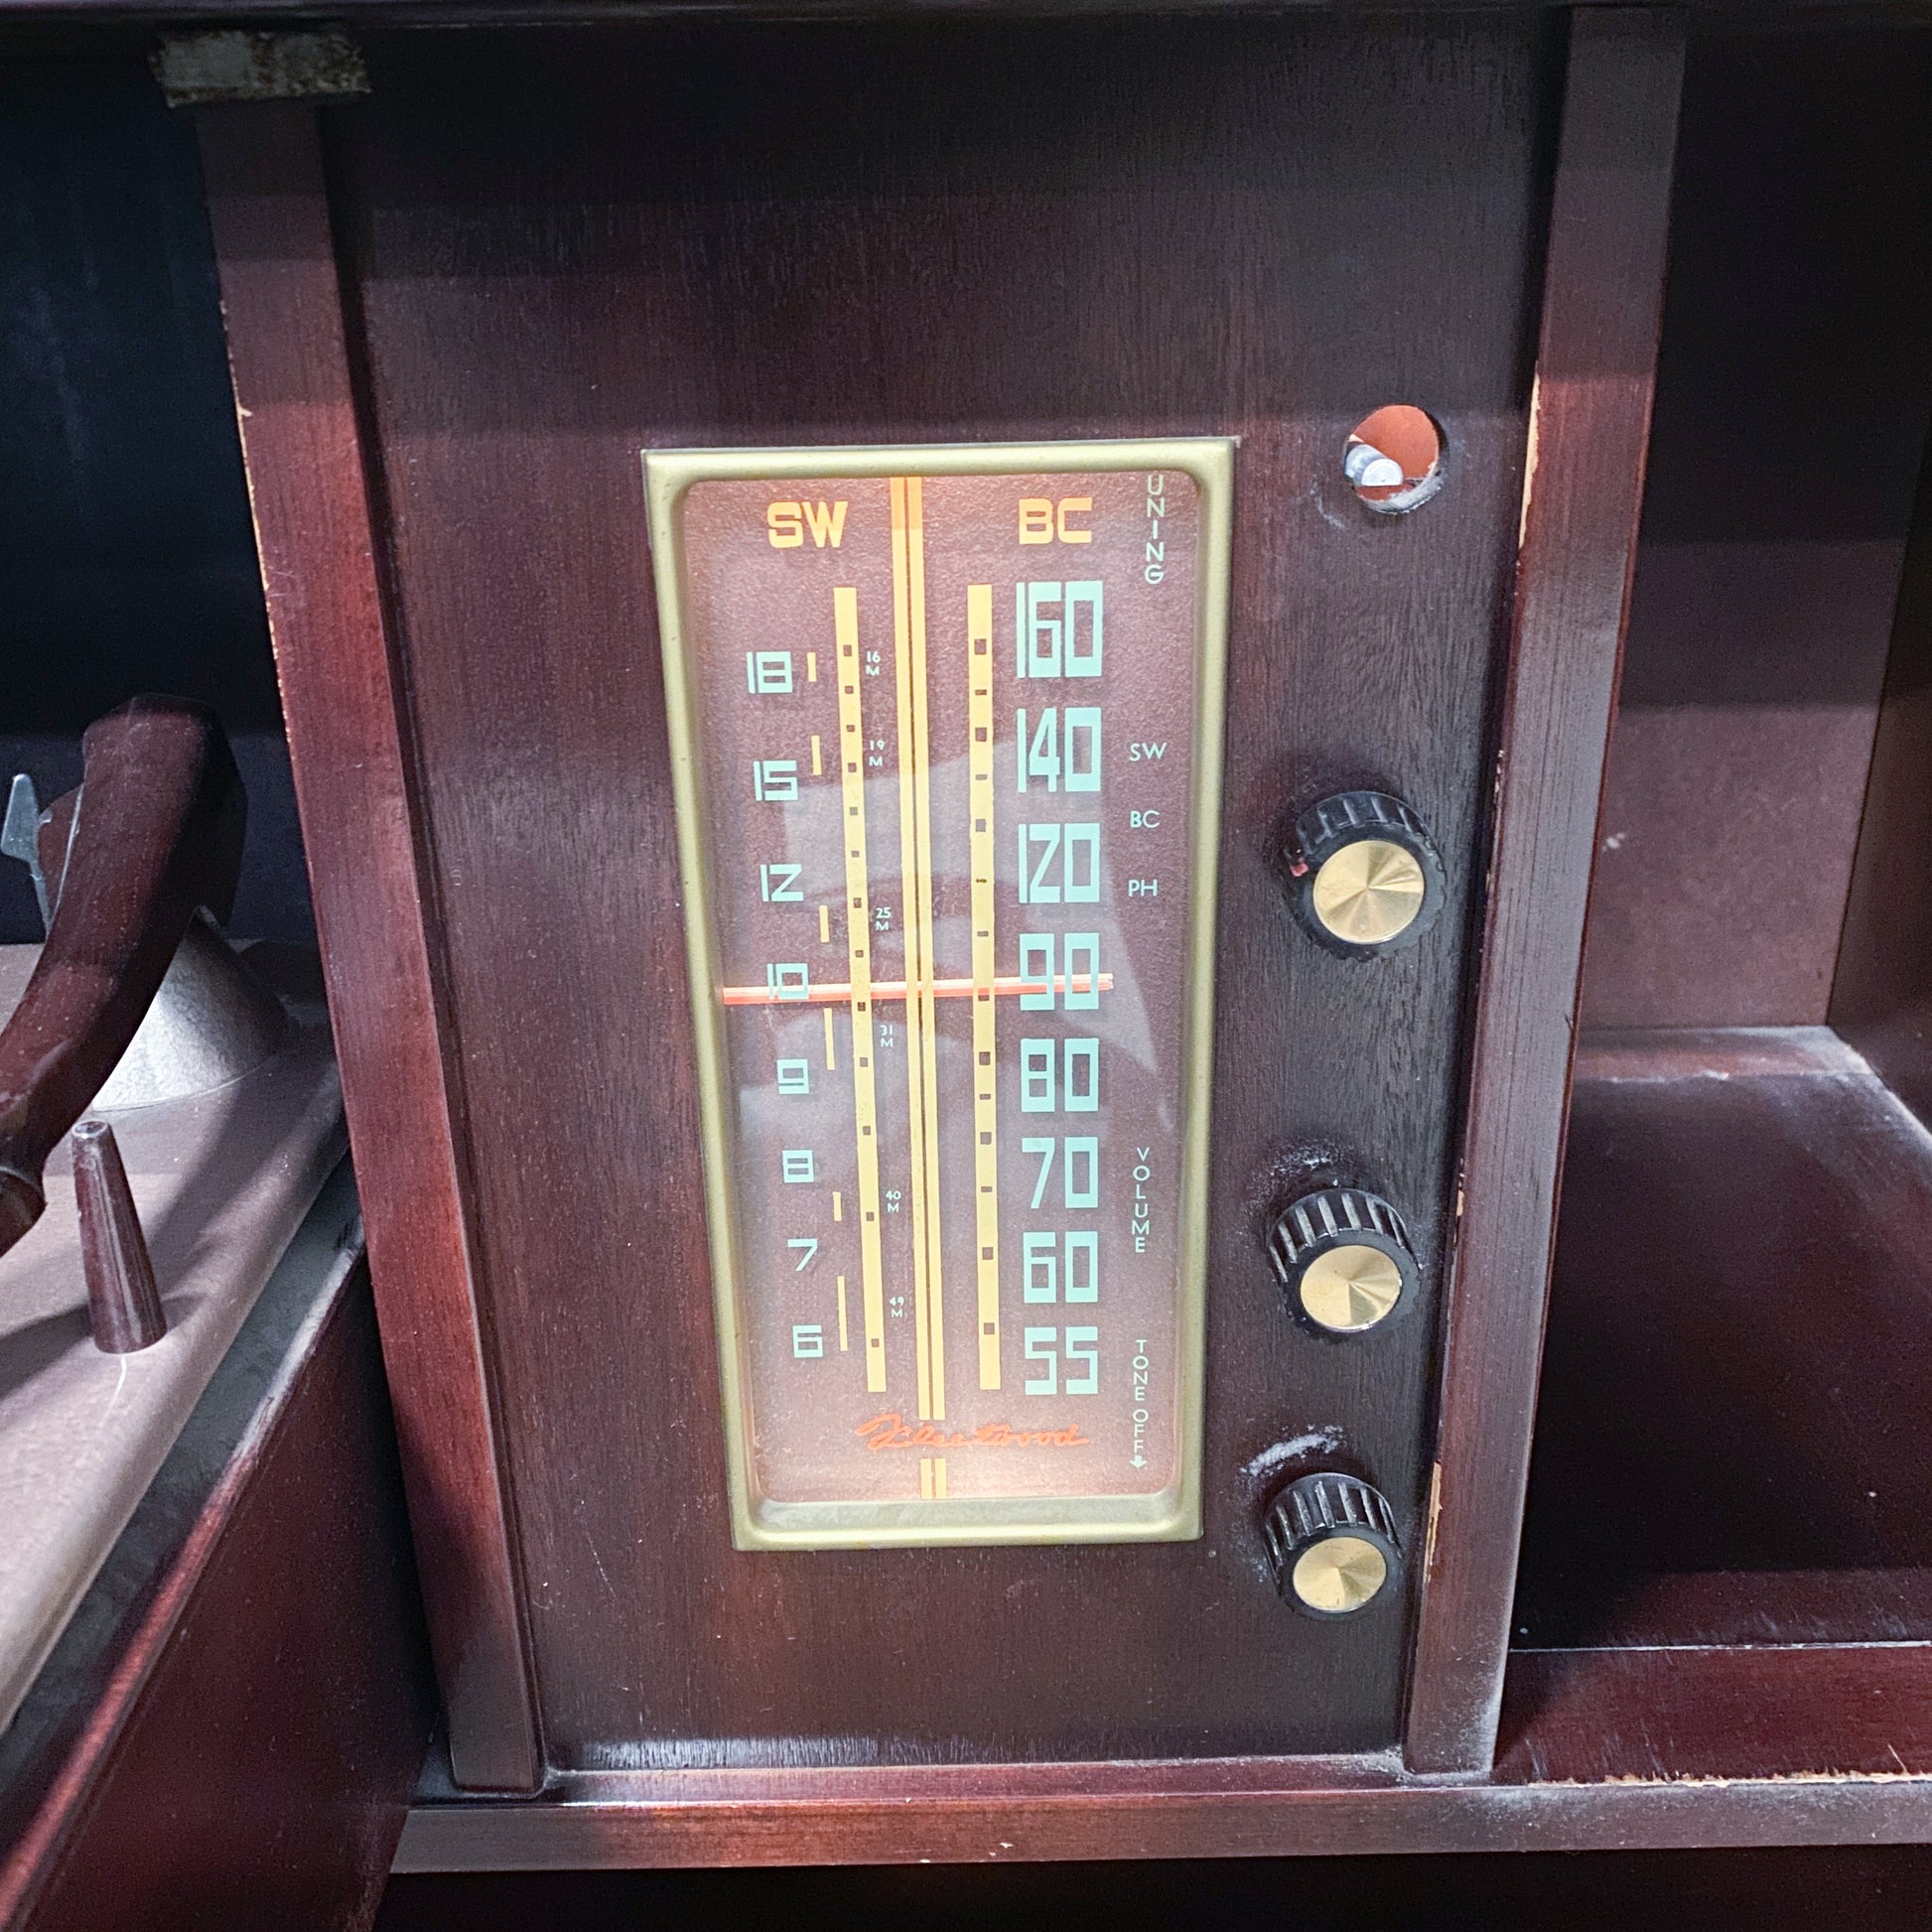 SW BC
UNING
160
18 16 M
140
19 M
15
SW
BC
120
12
PH
25 M
90
10
31 M
80
9
70
8
40 M
VOLUME
60
7
49 M
55
6
TONE OFF
Fleetwood